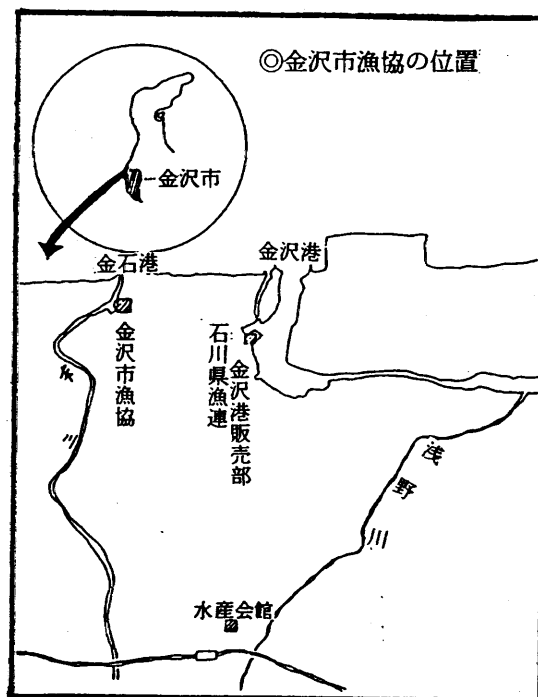 ◎金沢市漁協の位置
金沢市
金石港
金沢港
金沢市漁協
石川県漁連
金沢港販売部
川
浅野川
水産会館